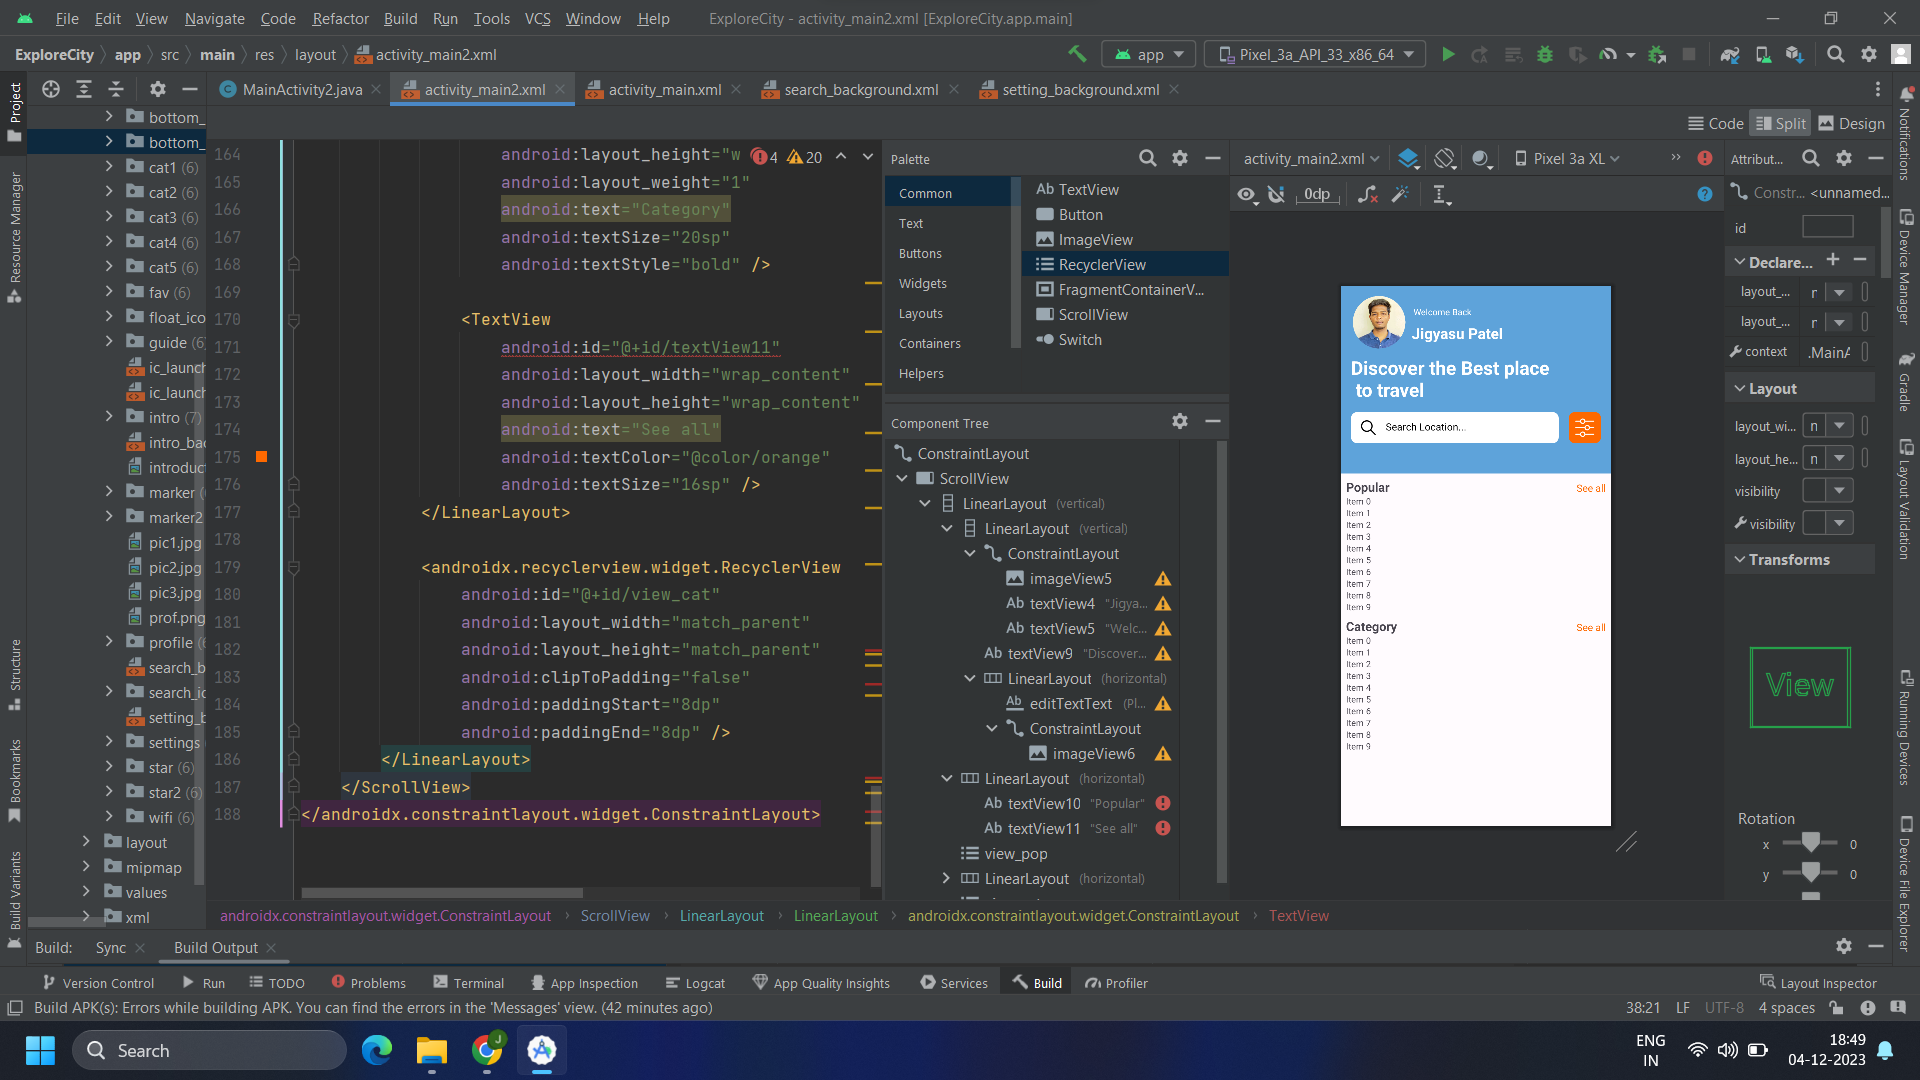 File Edit View Navigate Code Refactor Build Run Tools VCS Window Help ExploreCity - activity_main2.xml [ExploreCity.app.main]
ExploreCity app src main res layout activity_main2.xml
app Pixel_3a_API_33_x86_64
MainActivity2.java activity_main2.xml activity_main.xml search_background.xml setting_background.xml
Code Split Design
Project
Resource Manager
Structure
Bookmarks
Build Variants
bottom_
bottom_
cat1 (6)
cat2 (6)
cat3 (6)
cat4 (6)
cat5 (6)
fav (6)
float_ico
guide (6)
ic_launch
ic_launch
intro (7)
intro_bac
introduct
marker (
marker2
pic1.jpg
pic2.jpg
pic3.jpg
prof.png
profile (
search_b
search_ic
setting_b
settings
star (6)
star2 (6)
wifi (6)
layout
mipmap
values
xml
4 20
164 android:layout_height="w
165 android:layout_weight="1"
166 android:text="Category"
167 android:textSize="20sp"
168 android:textStyle="bold" />
169
170 <TextView
171 android:id="@+id/textView11"
172 android:layout_width="wrap_content"
173 android:layout_height="wrap_content"
174 android:text="See all"
175 android:textColor="@color/orange"
176 android:textSize="16sp" />
177 </LinearLayout>
178
179 <androidx.recyclerview.widget.RecyclerView
180 android:id="@+id/view_cat"
181 android:layout_width="match_parent"
182 android:layout_height="match_parent"
183 android:clipToPadding="false"
184 android:paddingStart="8dp"
185 android:paddingEnd="8dp" />
186 </LinearLayout>
187 </ScrollView>
188 </androidx.constraintlayout.widget.ConstraintLayout>
Palette
Common
Text
Buttons
Widgets
Layouts
Containers
Helpers
Ab TextView
Button
ImageView
RecyclerView
FragmentContainerV...
ScrollView
Switch
Component Tree
ConstraintLayout
ScrollView
LinearLayout (vertical)
LinearLayout (vertical)
ConstraintLayout
imageView5
Ab textView4 "Jigya...
Ab textView5 "Welc...
Ab textView9 "Discover...
LinearLayout (horizontal)
Ab editTextText (Pl...
ConstraintLayout
imageView6
LinearLayout (horizontal)
Ab textView10 "Popular"
Ab textView11 "See all"
view_pop
LinearLayout (horizontal)
activity_main2.xml Pixel 3a XL »
0dp
Welcome Back
Jigyasu Patel
Discover the Best place
to travel
Search Location...
Popular See all
Item 0
Item 1
Item 2
Item 3
Item 4
Item 5
Item 6
Item 7
Item 8
Item 9
Category See all
Item 0
Item 1
Item 2
Item 3
Item 4
Item 5
Item 6
Item 7
Item 8
Item 9
Attribut...
Constr... <unnamed...
id
Declare...
layout_...
layout_...
context .MainA
Layout
layout_wi...
layout_he...
visibility
visibility
Transforms
View
Rotation
x 0
y 0
Notifications
Device Manager
Gradle
Layout Validation
Running Devices
Device File Explorer
androidx.constraintlayout.widget.ConstraintLayout › ScrollView › LinearLayout › LinearLayout › androidx.constraintlayout.widget.ConstraintLayout › TextView
Build: Sync Build Output
Version Control Run TODO Problems Terminal App Inspection Logcat App Quality Insights Services Build Profiler Layout Inspector
Build APK(s): Errors while building APK. You can find the errors in the 'Messages' view. (42 minutes ago) 38:21 LF UTF-8 4 spaces
Search
J
ENG
IN
18:49
04-12-2023